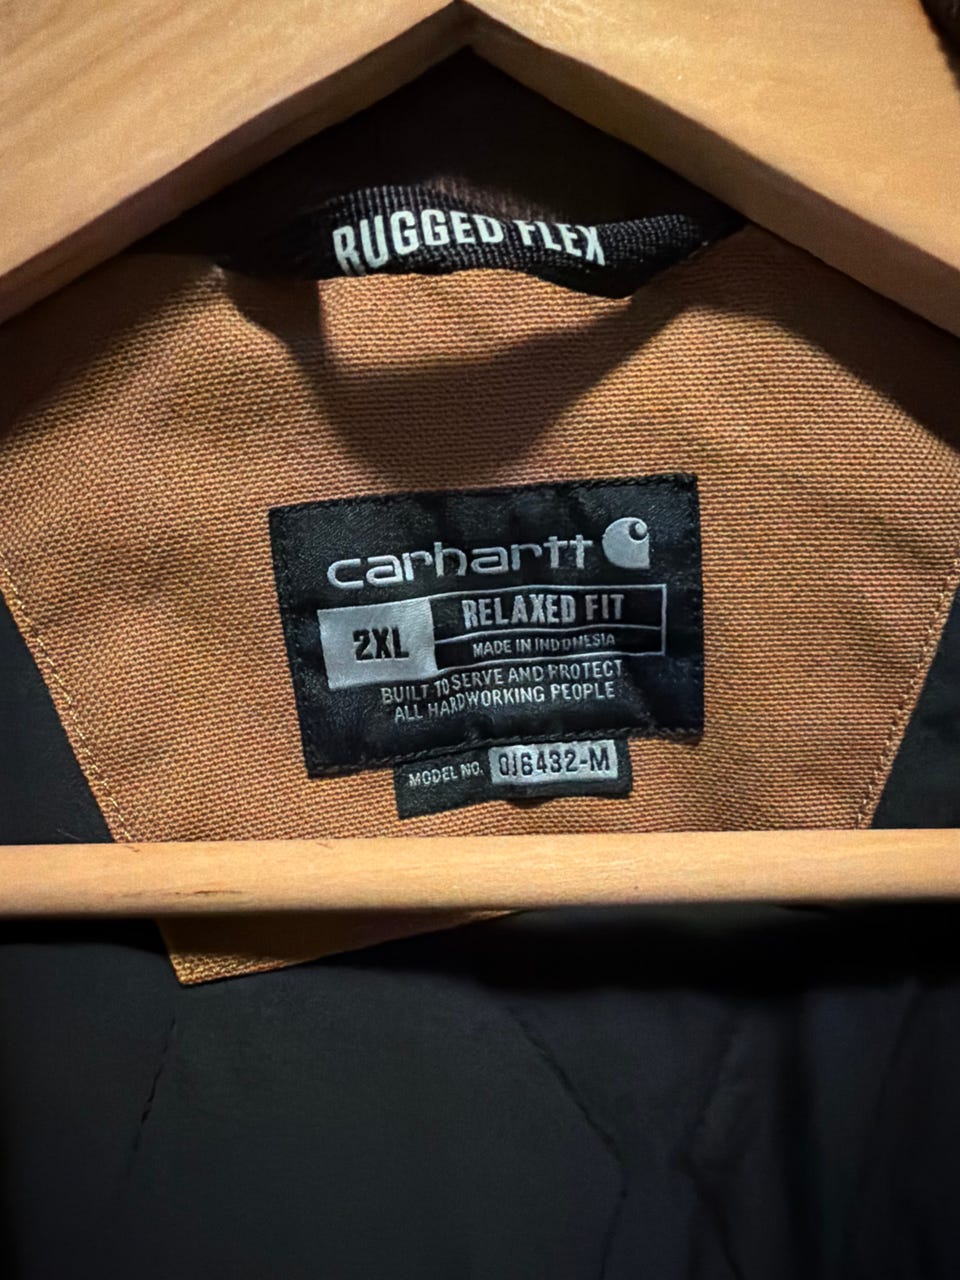 RUGGED FLEX
carhartt
2XL
RELAXED FIT
MADE IN INDONESIA
BUILT TO SERVE AND PROTECT
ALL HARDWORKING PEOPLE
MODEL NO. 016432-M